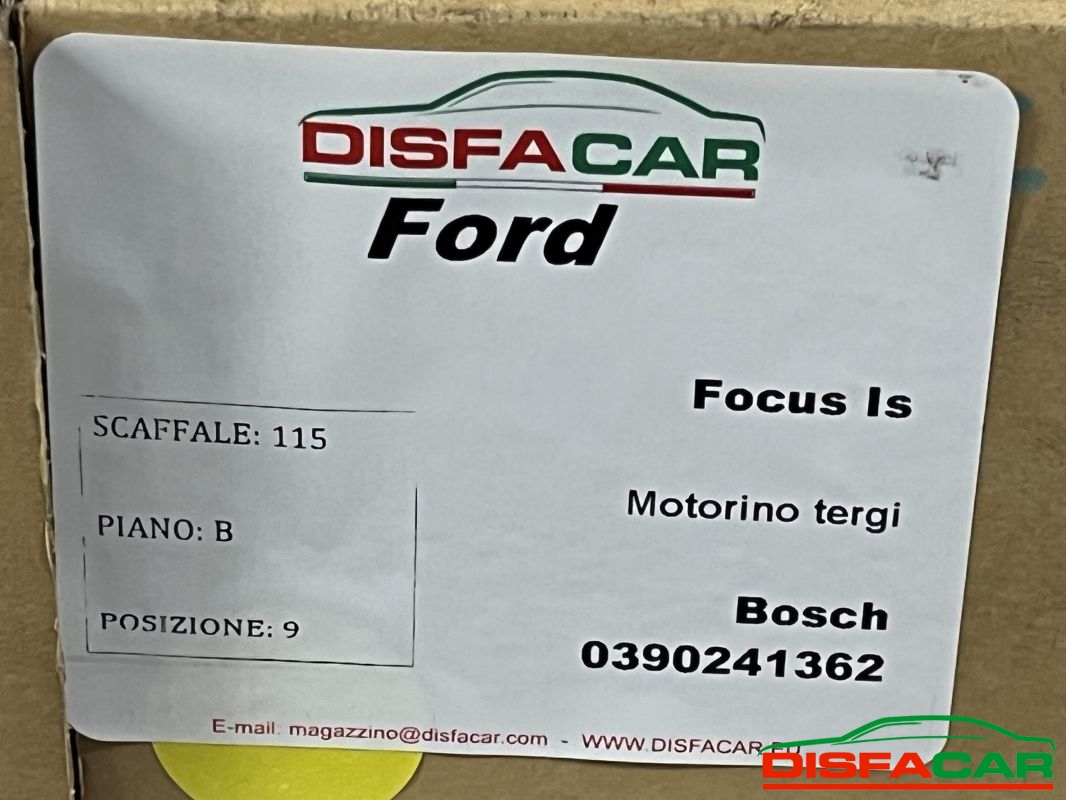 DISFACAR
Ford
Focus Is
SCAFFALE: 115
Motorino tergi
PIANO: B
Bosch
POSIZIONE: 9
0390241362
E-mail: magazzino@disfacar.com - WWW.DISFACAR.EU
DISFACAR